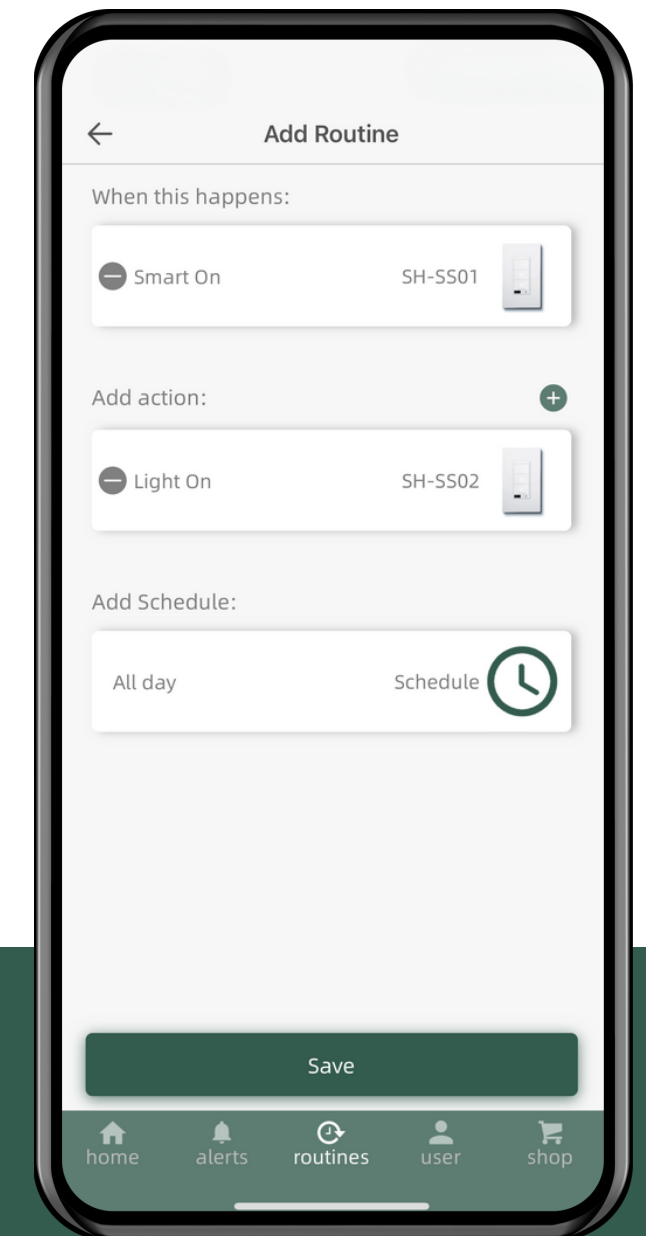 Add Routine
When this happens:
Smart On SH-SS01
Add action:
Light On SH-SS02
Add Schedule:
All day Schedule
Save
home alerts routines user shop